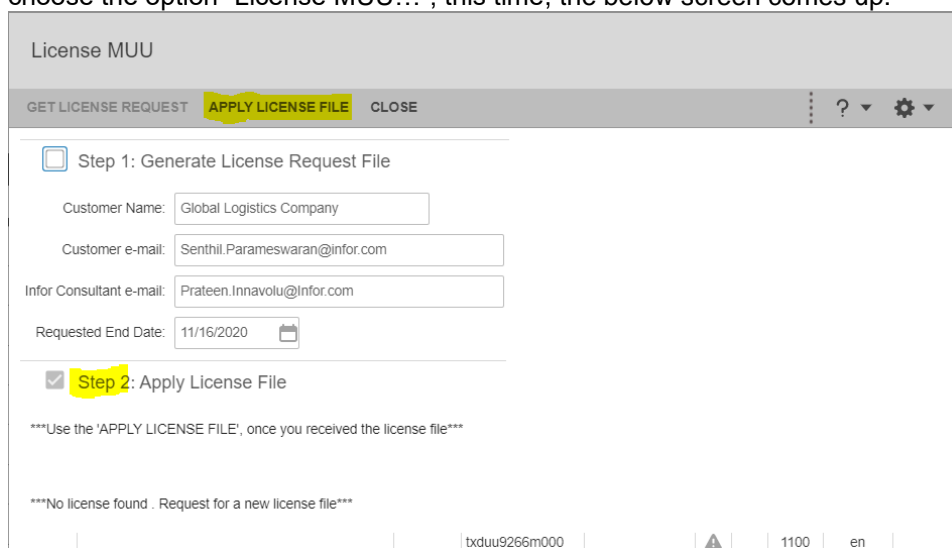 choose the option “License MUU…”, this time, the below screen comes up.
License MUU
GET LICENSE REQUEST APPLY LICENSE FILE CLOSE ?
Step 1: Generate License Request File
Customer Name: Global Logistics Company
Customer e-mail: Senthil.Parameswaran@infor.com
Infor Consultant e-mail: Prateen.Innavolu@Infor.com
Requested End Date: 11/16/2020
Step 2: Apply License File
***Use the 'APPLY LICENSE FILE', once you received the license file***
***No license found . Request for a new license file***
txduu9266m000 1100 en